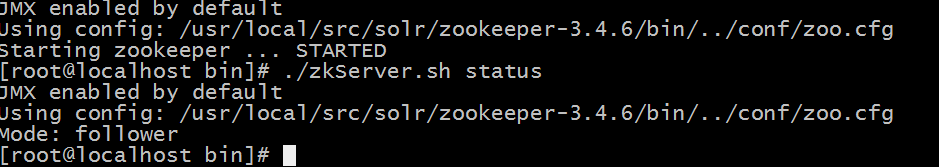 JMX enabled by default
Using config: /usr/local/src/solr/zookeeper-3.4.6/bin/../conf/zoo.cfg
Starting zookeeper ... STARTED
[root@localhost bin]# ./zkServer.sh status
JMX enabled by default
Using config: /usr/local/src/solr/zookeeper-3.4.6/bin/../conf/zoo.cfg
Mode: follower
[root@localhost bin]#